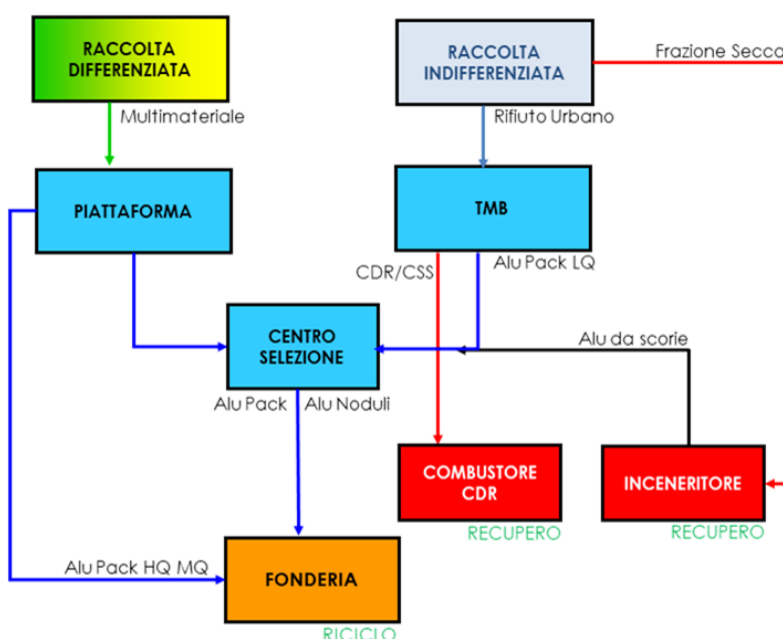 RACCOLTA
DIFFERENZIATA
RACCOLTA
INDIFFERENZIATA
Frazione Secca
Multimateriale
Rifiuto Urbano
PIATTAFORMA
TMB
CDR/CSS
Alu Pack LQ
CENTRO
SELEZIONE
Alu da scorie
Alu Pack
Alu Noduli
COMBUSTORE
CDR
INCENERITORE
RECUPERO
RECUPERO
Alu Pack HQ MQ
FONDERIA
RICICLO